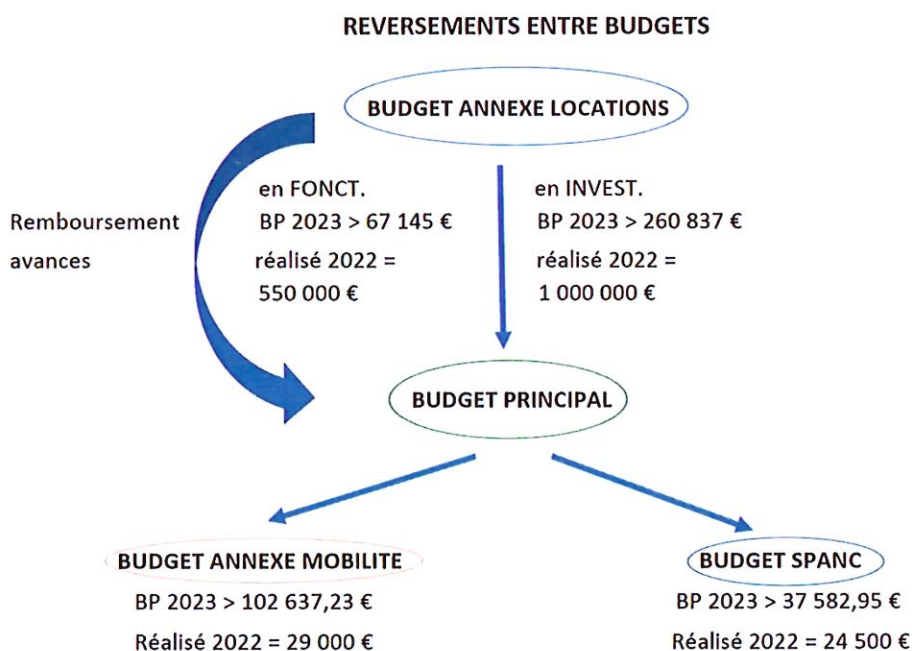 REVERSEMENTS ENTRE BUDGETS
BUDGET ANNEXE LOCATIONS
Remboursement
avances
en FONCT.
BP 2023 > 67 145 €
réalisé 2022 =
550 000 €
en INVEST.
BP 2023 > 260 837 €
réalisé 2022 =
1 000 000 €
BUDGET PRINCIPAL
BUDGET ANNEXE MOBILITE
BP 2023 > 102 637,23 €
Réalisé 2022 = 29 000 €
BUDGET SPANC
BP 2023 > 37 582,95 €
Réalisé 2022 = 24 500 €